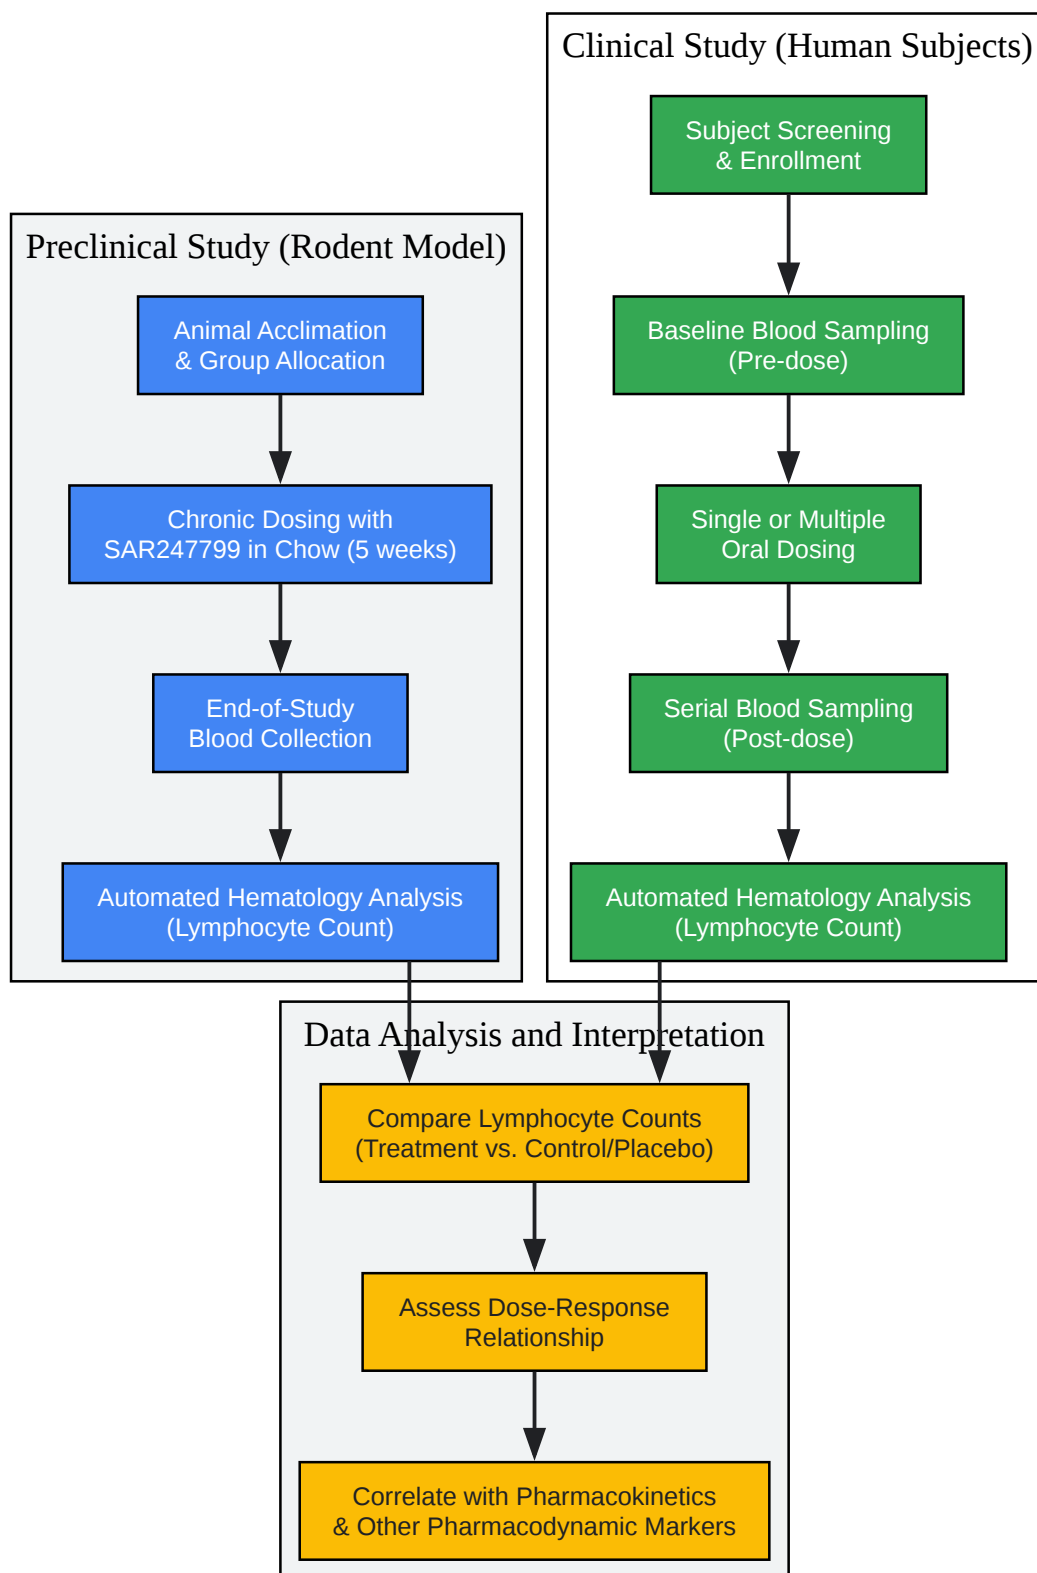 Clinical Study (Human Subjects)
Subject Screening
& Enrollment
Baseline Blood Sampling
(Pre-dose)
Single or Multiple
Oral Dosing
Serial Blood Sampling
(Post-dose)
Automated Hematology Analysis
(Lymphocyte Count)
Preclinical Study (Rodent Model)
Animal Acclimation
& Group Allocation
Chronic Dosing with
SAR247799 in Chow (5 weeks)
End-of-Study
Blood Collection
Automated Hematology Analysis
(Lymphocyte Count)
Data Analysis and Interpretation
Compare Lymphocyte Counts
(Treatment vs. Control/Placebo)
Assess Dose-Response
Relationship
Correlate with Pharmacokinetics
& Other Pharmacodynamic Markers